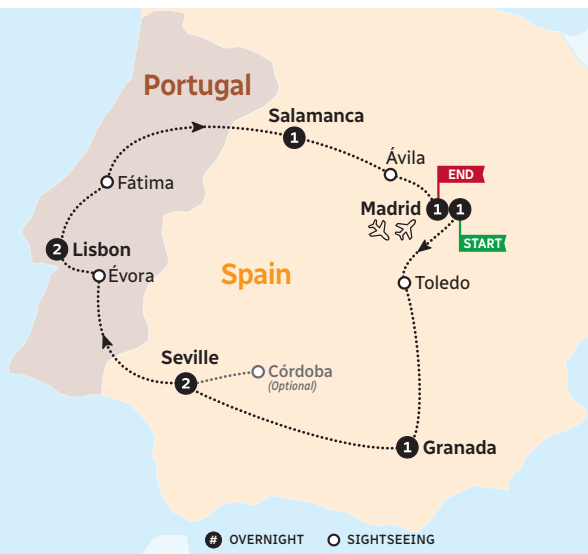 Portugal
Salamanca
1
Ávila
END
Fátima
Madrid
1
1
START
2
Lisbon
Évora
Spain
Toledo
Seville
2
Córdoba
(Optional)
1
Granada
# OVERNIGHT
SIGHTSEEING